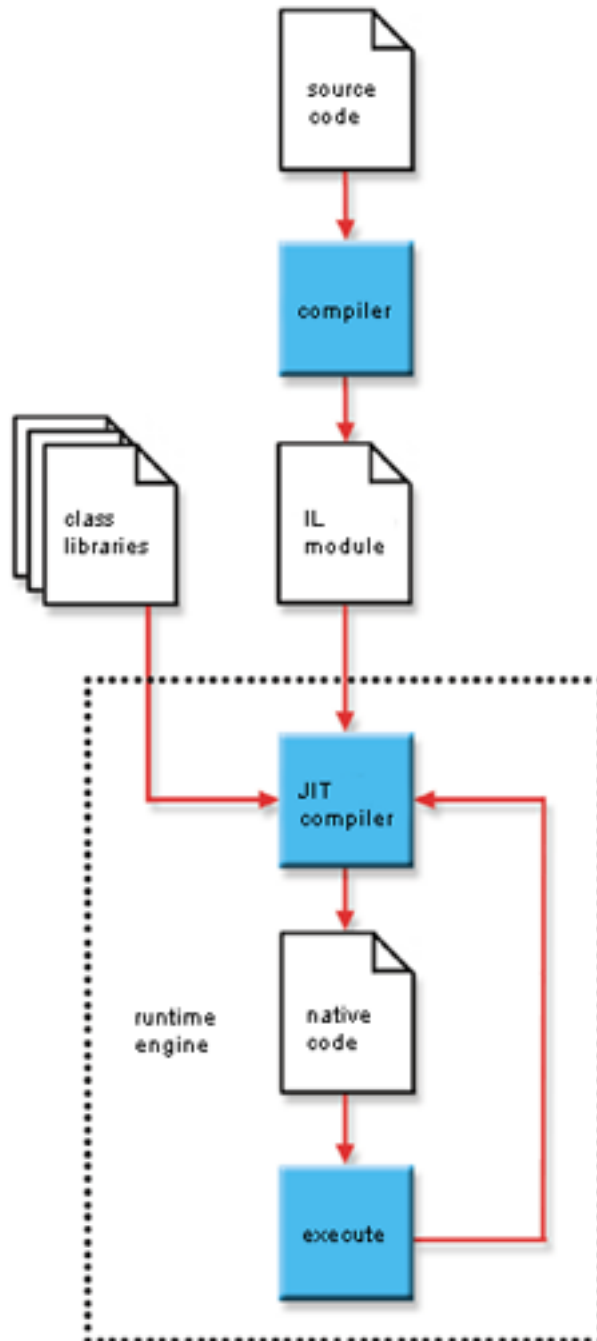 source
code
compiler
class
libraries
IL
module
JIT
compiler
runtime
engine
native
code
execute